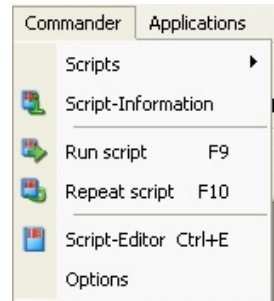 Commander Applications
Scripts
Script-Information
Run script F9
Repeat script F10
Script-Editor Ctrl+E
Options